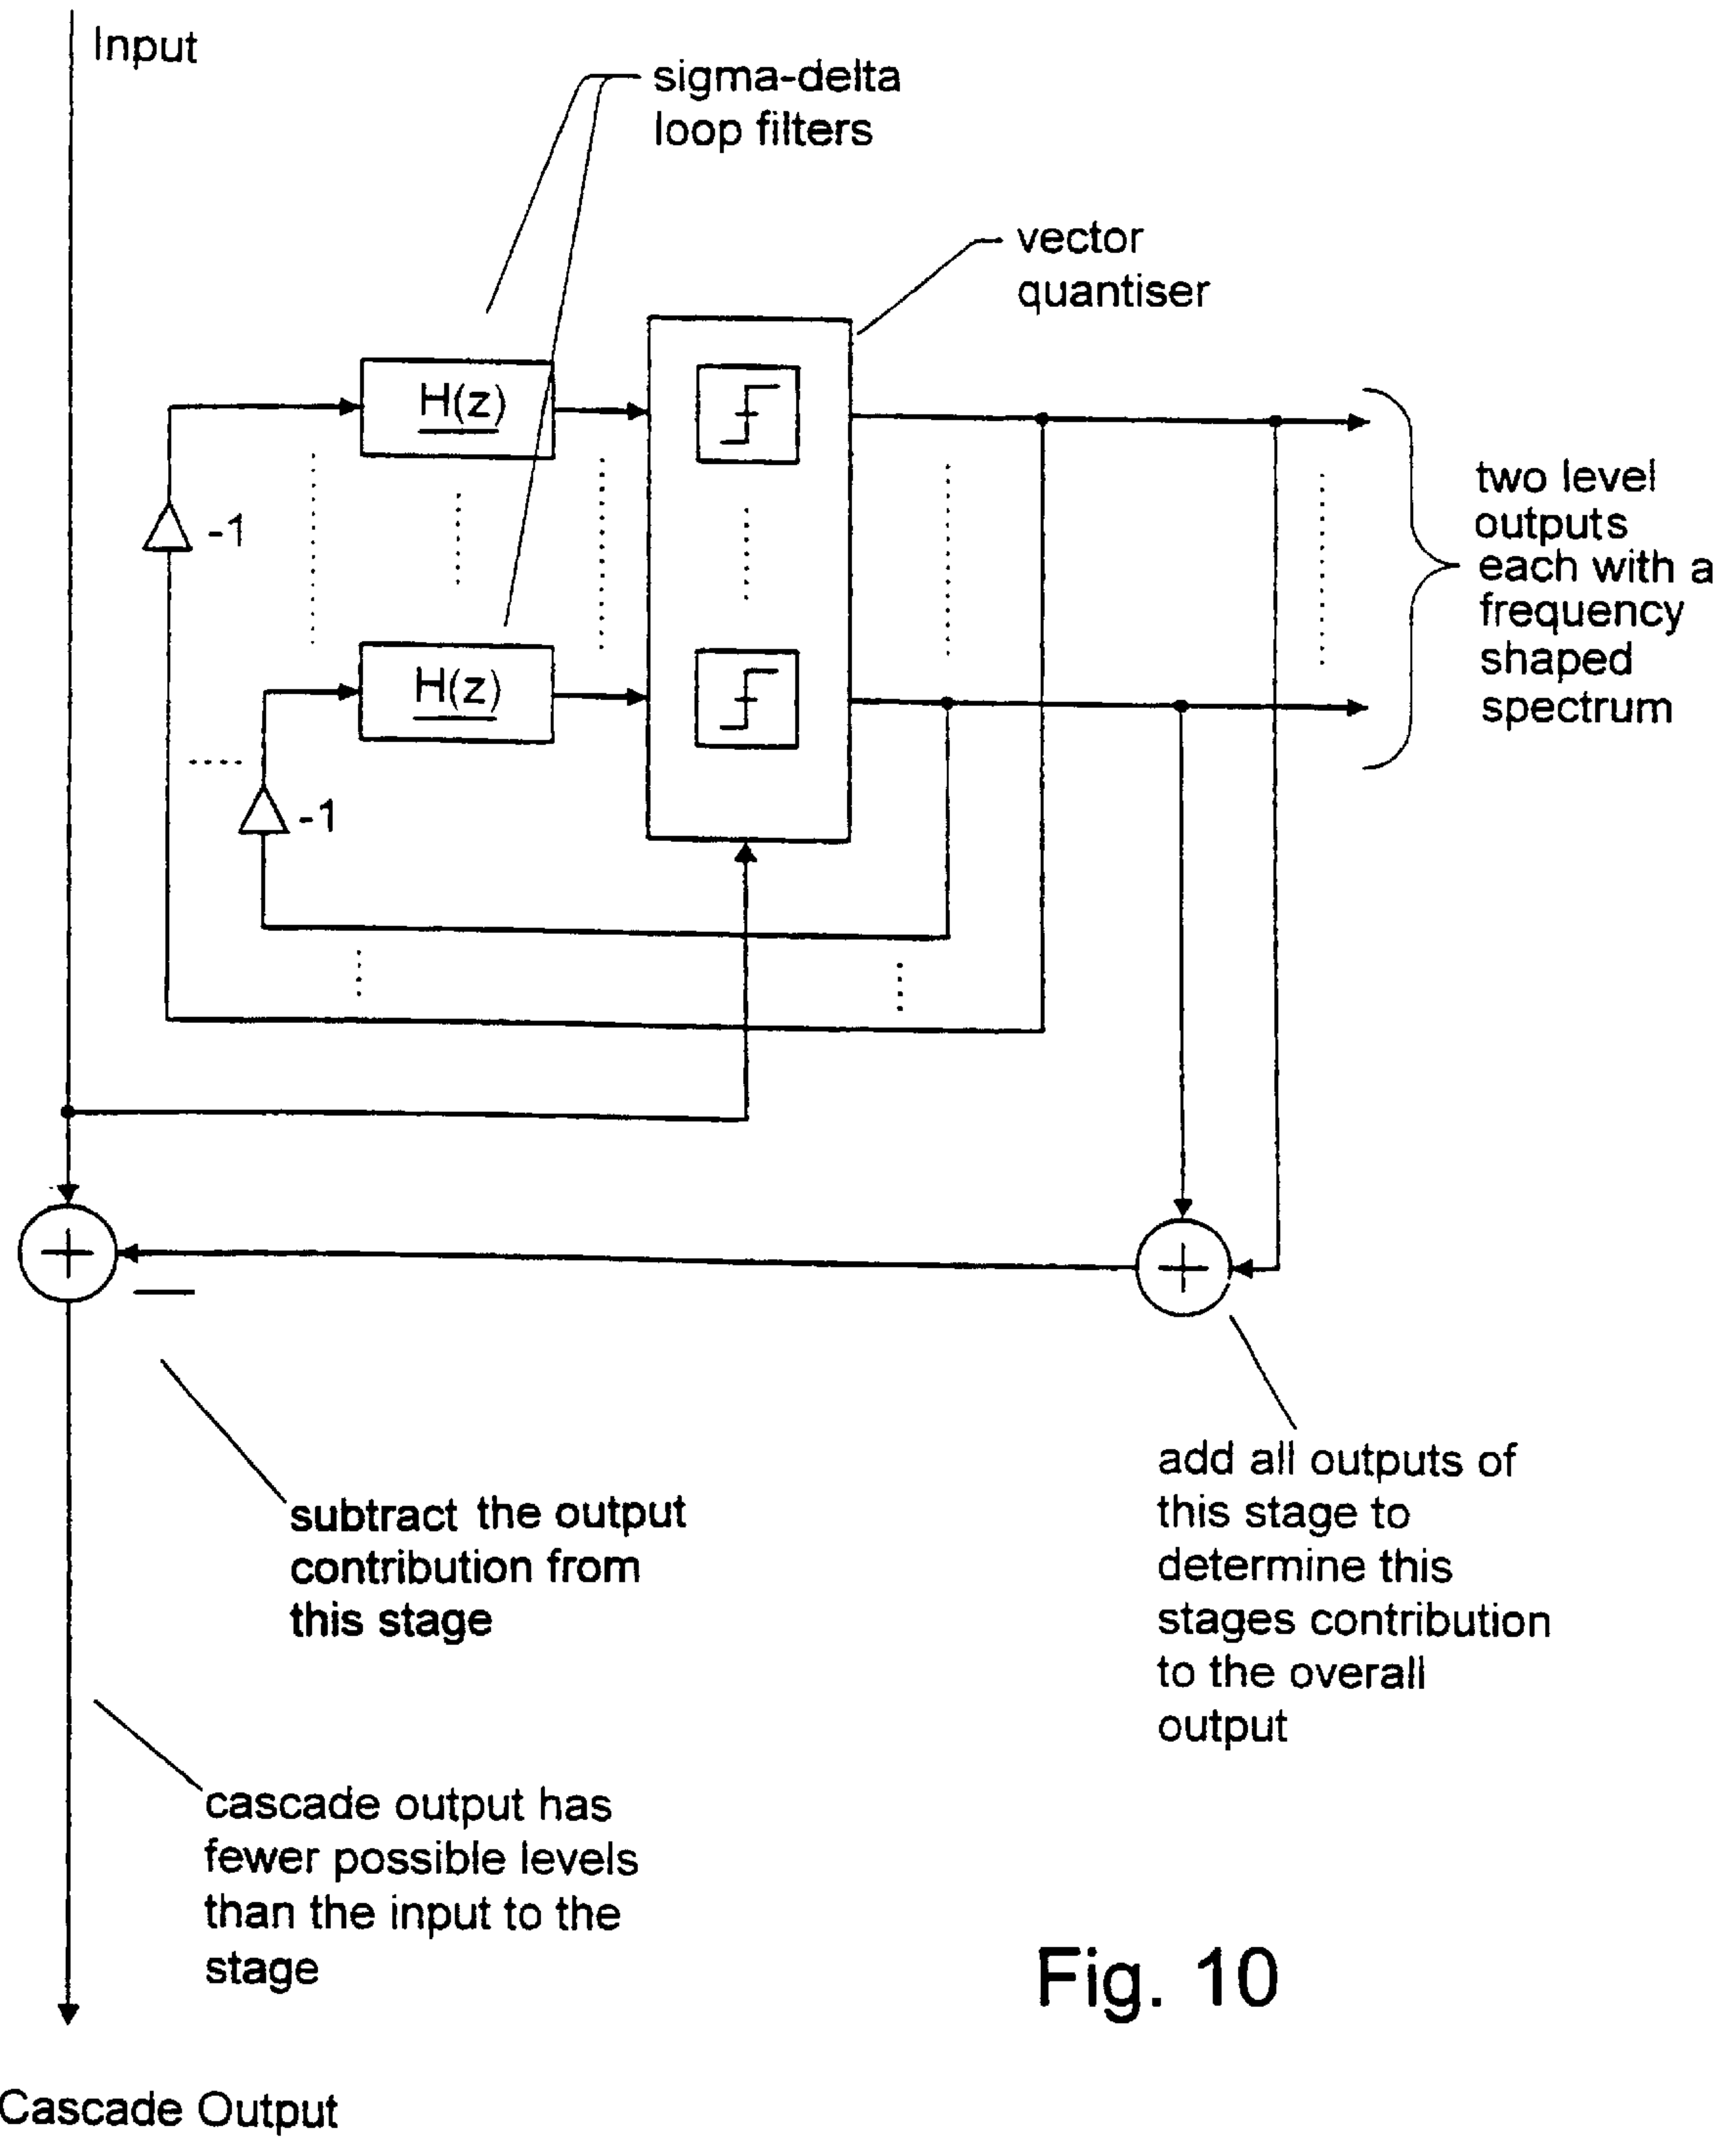 Input
sigma-delta
loop filters
vector
quantiser
H(z)
-1
H(z)
-1
two level
outputs
each with a
frequency
shaped
spectrum
subtract the output
contribution from
this stage
add all outputs of
this stage to
determine this
stages contribution
to the overall
output
cascade output has
fewer possible levels
than the input to the
stage
Fig. 10
Cascade Output